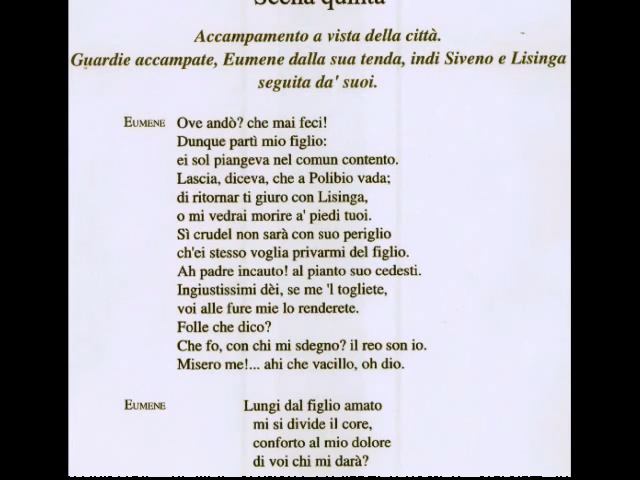 Scena quinta
Accampamento a vista della città.
Guardie accampate, Eumene dalla sua tenda, indi Siveno e Lisinga
seguita da' suoi.
EUMENE Ove andò? che mai feci!
Dunque partì mio figlio:
ei sol piangeva nel comun contento.
Lascia, diceva, che a Polibio vada;
di ritornar ti giuro con Lisinga,
o mi vedrai morire a' piedi tuoi.
Sì crudel non sarà con suo periglio
ch'ei stesso voglia privarmi del figlio.
Ah padre incauto! al pianto suo cedesti.
Ingiustissimi dèi, se me 'l togliete,
voi alle fure mie lo renderete.
Folle che dico?
Che fo, con chi mi sdegno? il reo son io.
Misero me!... ahi che vacillo, oh dio.
EUMENE Lungi dal figlio amato
mi si divide il core,
conforto al mio dolore
di voi chi mi darà?